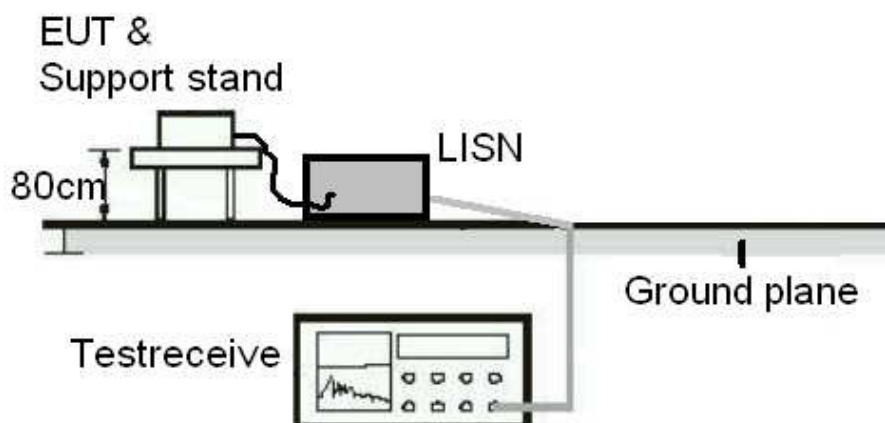 EUT &
Support stand
LISN
80cm
Ground plane
Testreceive